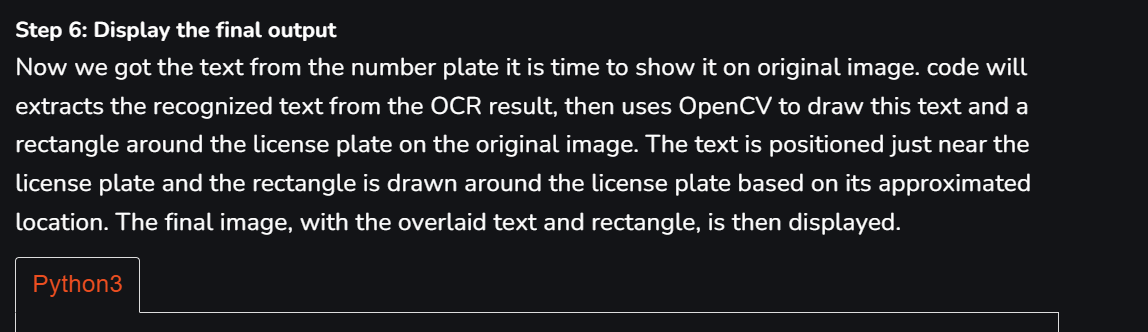 Step 6: Display the final output
Now we got the text from the number plate it is time to show it on original image. code will
extracts the recognized text from the OCR result, then uses OpenCV to draw this text and a
rectangle around the license plate on the original image. The text is positioned just near the
license plate and the rectangle is drawn around the license plate based on its approximated
location. The final image, with the overlaid text and rectangle, is then displayed.
Python3